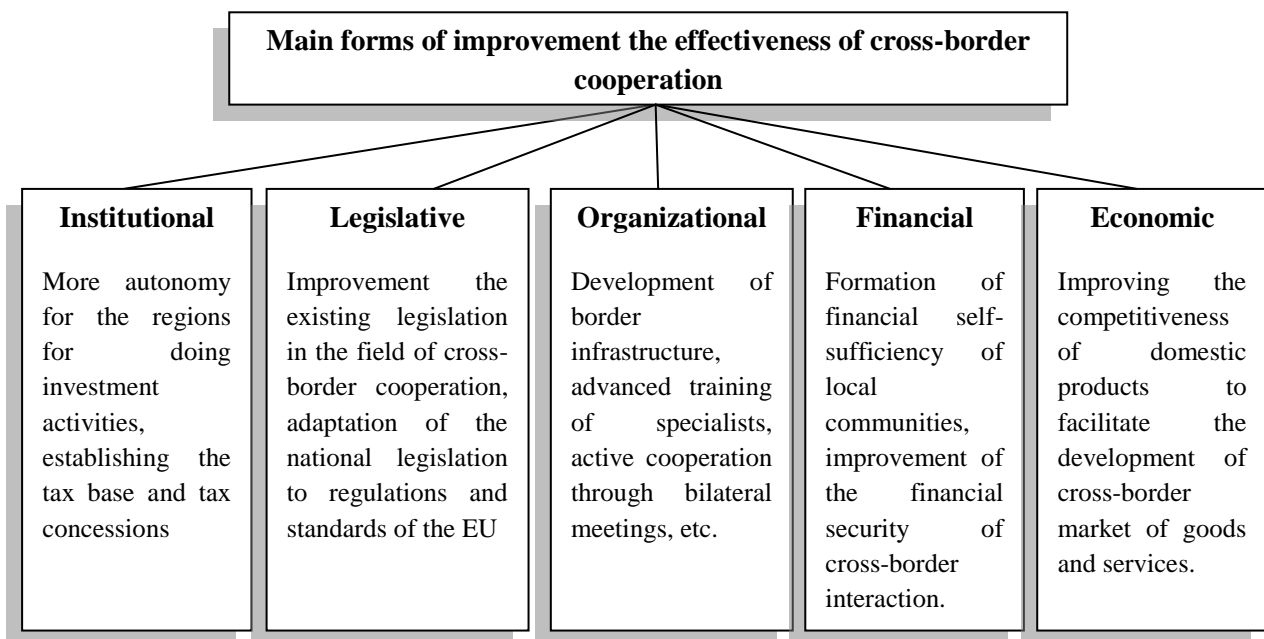 Main forms of improvement the effectiveness of cross-border
cooperation
Institutional
More autonomy
for the regions
for doing
investment
activities,
establishing the
tax base and tax
concessions
Legislative
Improvement the
existing legislation
in the field of cross-
border cooperation,
adaptation of the
national legislation
to regulations and
standards of the EU
Organizational
Development of
border
infrastructure,
advanced training
of specialists,
active cooperation
through bilateral
meetings, etc.
Financial
Formation of
financial self-
sufficiency of
local
communities,
improvement of
the financial
security of
cross-border
interaction.
Economic
Improving the
competitiveness
of domestic
products to
facilitate the
development of
cross-border
market of goods
and services.